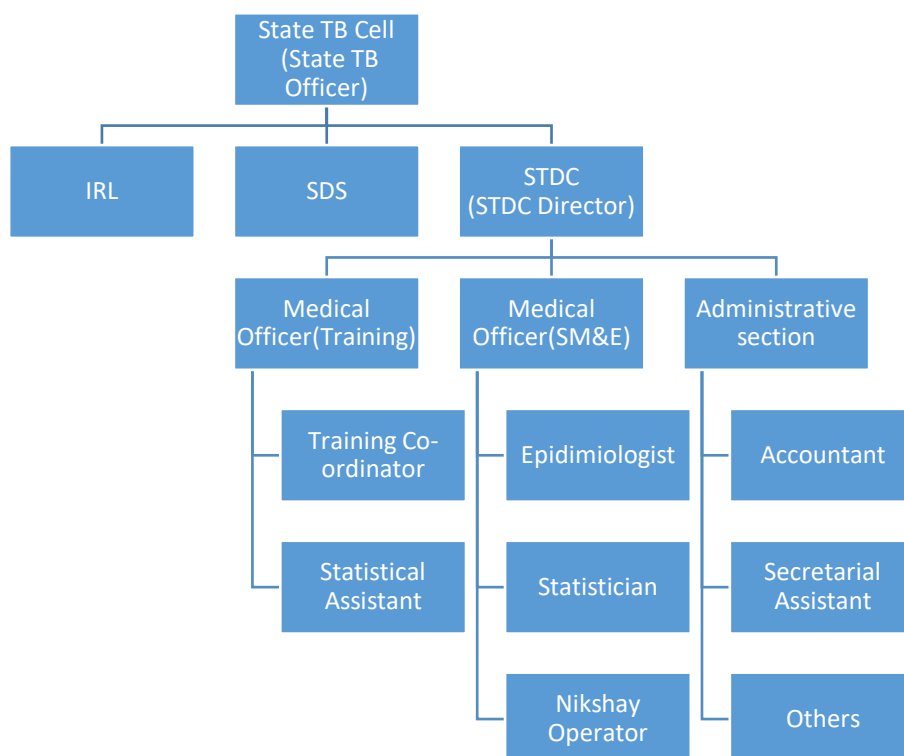 State TB Cell
(State TB
Officer)
IRL
SDS
STDC
(STDC Director)
Medical
Officer(Training)
Medical
Officer(SM&E)
Administrative
section
Training Co-
ordinator
Epidimiologist
Accountant
Statistical
Assistant
Statistician
Secretarial
Assistant
Nikshay
Operator
Others